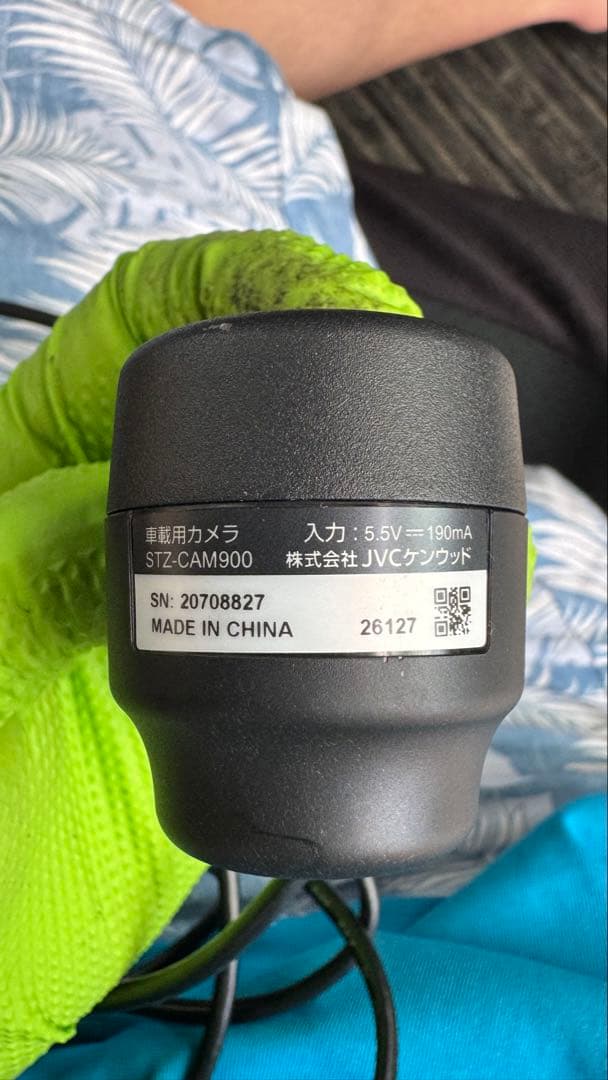 車載用カメラ 入力 : 5.5V⎓190mA
STZ-CAM900 株式会社 JVCケンウッド
SN: 20708827
MADE IN CHINA 26127